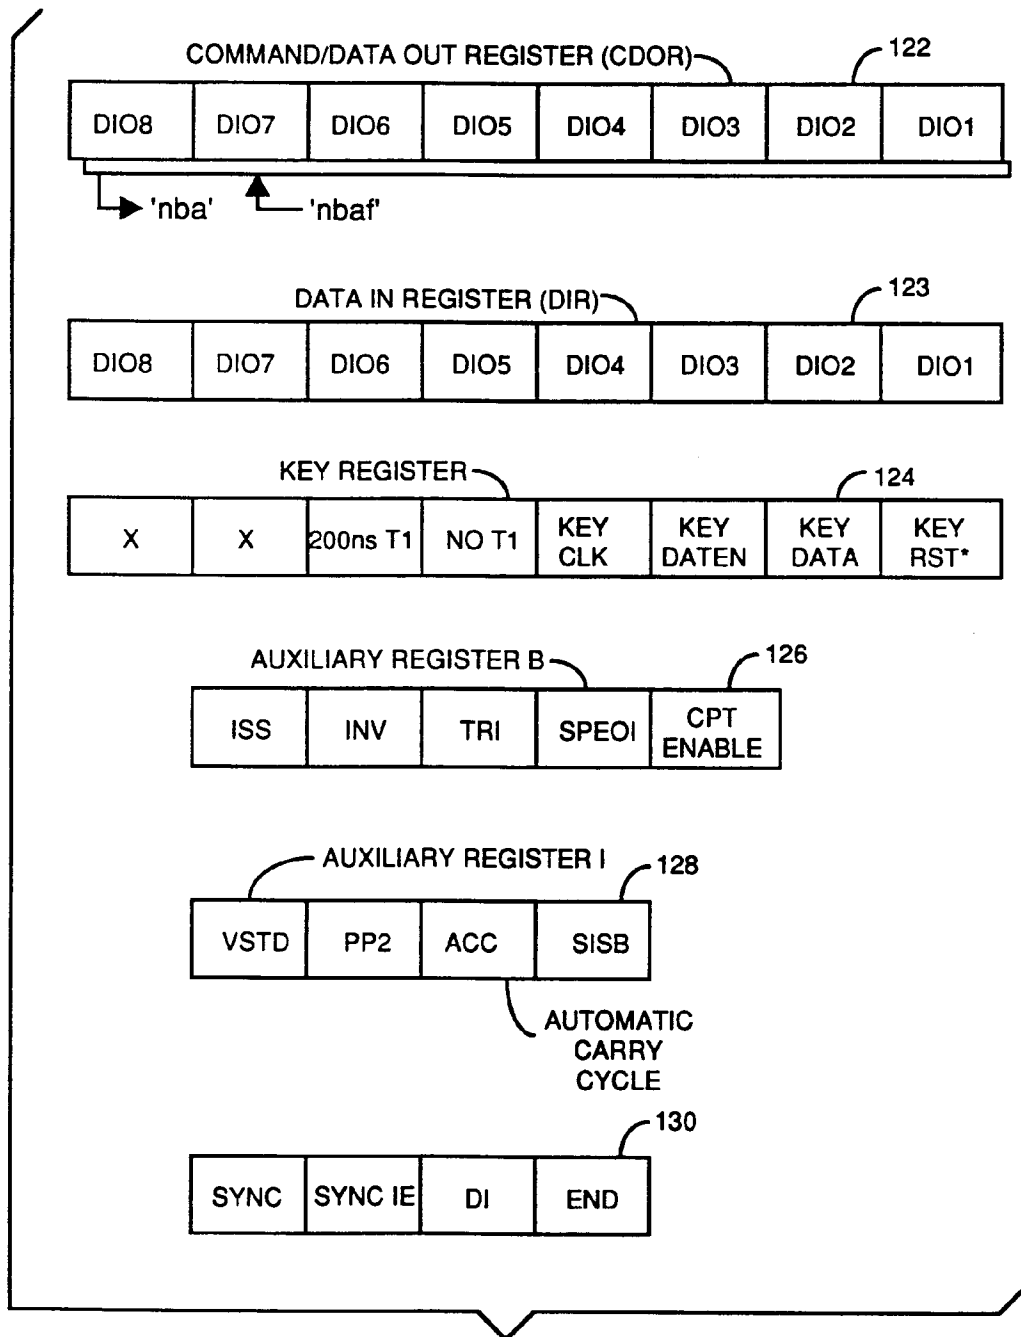 COMMAND/DATA OUT REGISTER (CDOR) 122
DIO8 DIO7 DIO6 DIO5 DIO4 DIO3 DIO2 DIO1
'nba' 'nbaf'
DATA IN REGISTER (DIR) 123
DIO8 DIO7 DIO6 DIO5 DIO4 DIO3 DIO2 DIO1
KEY REGISTER 124
X X 200ns T1 NO T1 KEY CLK KEY DATEN KEY DATA KEY RST*
AUXILIARY REGISTER B 126
ISS INV TRI SPEOI CPT ENABLE
AUXILIARY REGISTER I 128
VSTD PP2 ACC SISB
AUTOMATIC
CARRY
CYCLE
130
SYNC SYNC IE DI END